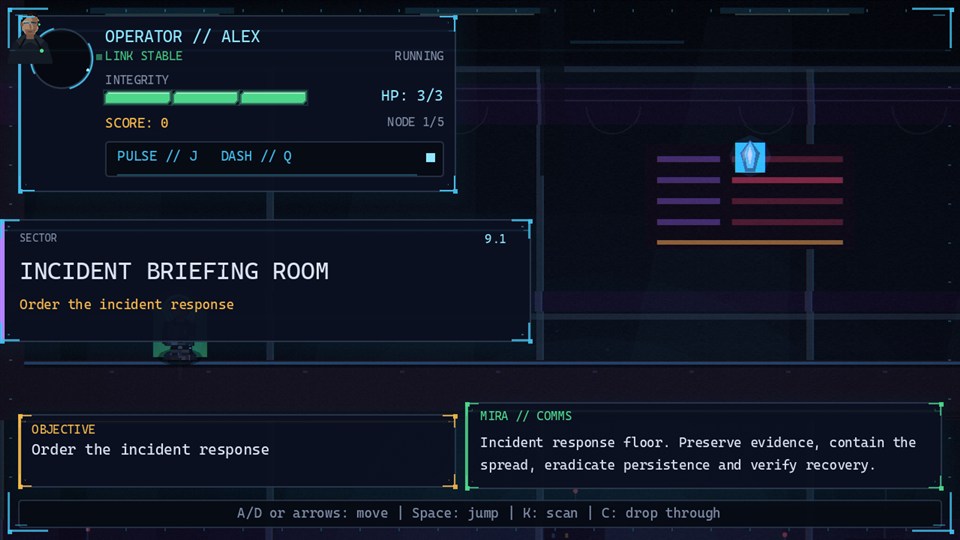 OPERATOR // ALEX
LINK STABLE
RUNNING
INTEGRITY
HP: 3/3
SCORE: 0
NODE 1/5
PULSE // J   DASH // Q
SECTOR
9.1
INCIDENT BRIEFING ROOM
Order the incident response
OBJECTIVE
Order the incident response
MIRA // COMMS
Incident response floor. Preserve evidence, contain the
spread, eradicate persistence and verify recovery.
A/D or arrows: move | Space: jump | K: scan | C: drop through